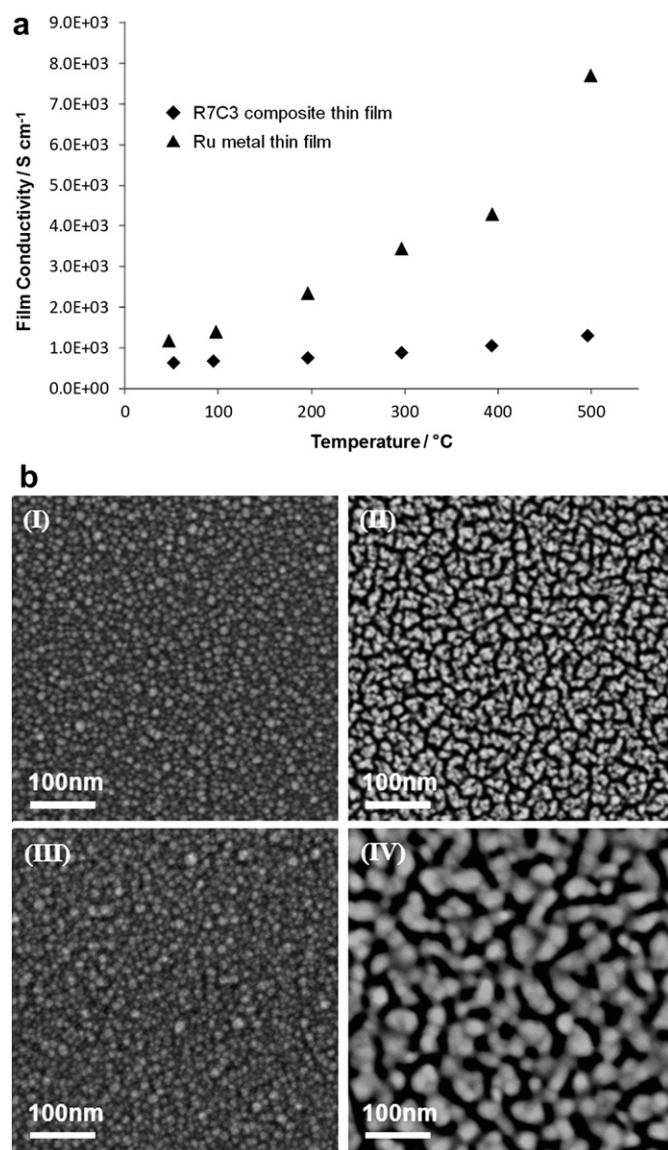 a
9.0E+03
8.0E+03
7.0E+03
6.0E+03
5.0E+03
4.0E+03
3.0E+03
2.0E+03
1.0E+03
0.0E+00
Film Conductivity / S cm⁻¹
R7C3 composite thin film
Ru metal thin film
0 100 200 300 400 500
Temperature / °C
b
(I)
100nm
(II)
100nm
(III)
100nm
(IV)
100nm